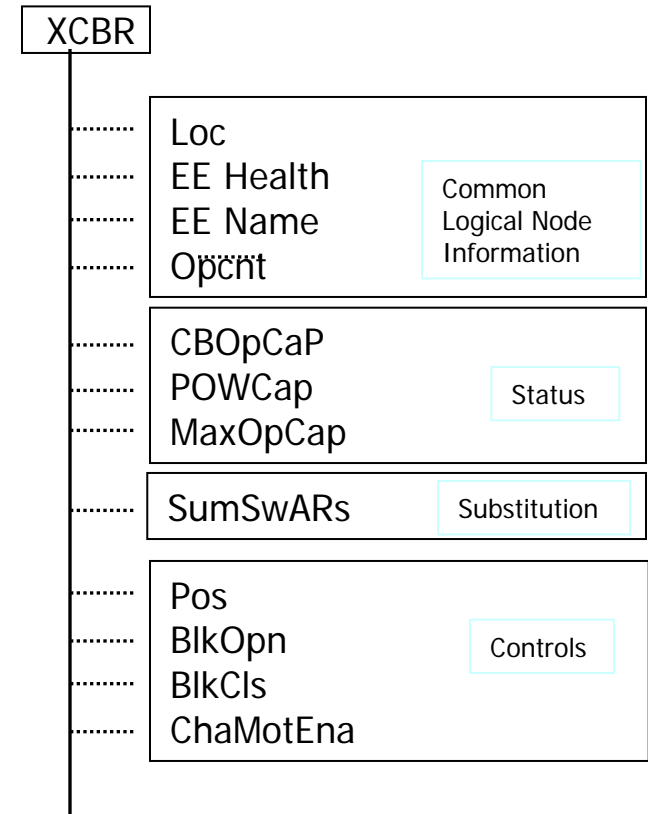 XCBR
Loc
EE Health
EE Name
Opcnt
Common
Logical Node
Information
CBOpCaP
POWCap
MaxOpCap
Status
SumSwARs
Substitution
Pos
BlkOpn
BlkCls
ChaMotEna
Controls